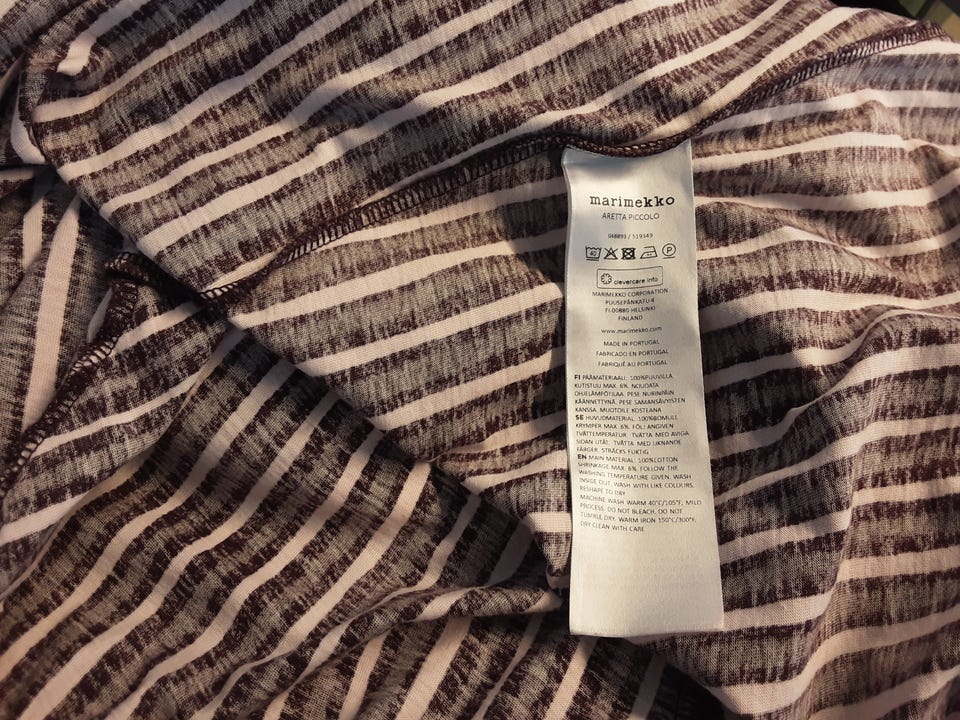 marimekko
ARETTA PICCOLO
048893 / 119349
40 P
clevercare.info
MARIMEKKO CORPORATION
PUUSEPÄNKATU 4
FI-00880 HELSINKI
FINLAND
www.marimekko.com
MADE IN PORTUGAL
FABRICADO EN PORTUGAL
FABRIQUÉ AU PORTUGAL
FI PÄÄMATERIAALI: 100%PUUVILLA
KUTISTUU MAX. 6%. NOUDATA
OHJELÄMPÖTILAA. PESE NURINPÄIN
KÄÄNNETTYNÄ. PESE SAMANSÄVYISTEN
KANSSA. MUOTOILE KOSTEANA
SE HUVUDMATERIAL: 100%BOMULL
KRYMPER MAX. 6%. FÖLJ ANGIVEN
TVÄTTEMPERATUR. TVÄTTA MED AVIGA
SIDAN UTÅT. TVÄTTA MED LIKNANDE
FÄRGER. STRÄCKS FUKTIG
EN MAIN MATERIAL: 100%COTTON
SHRINKAGE MAX. 6%. FOLLOW THE
WASHING TEMPERATURE GIVEN. WASH
INSIDE OUT. WASH WITH LIKE COLOURS.
RESHAPE TO DRY
MACHINE WASH WARM 40°C/105°F, MILD
PROCESS. DO NOT BLEACH. DO NOT
TUMBLE DRY. WARM IRON 150°C/300°F.
DRY CLEAN WITH CARE